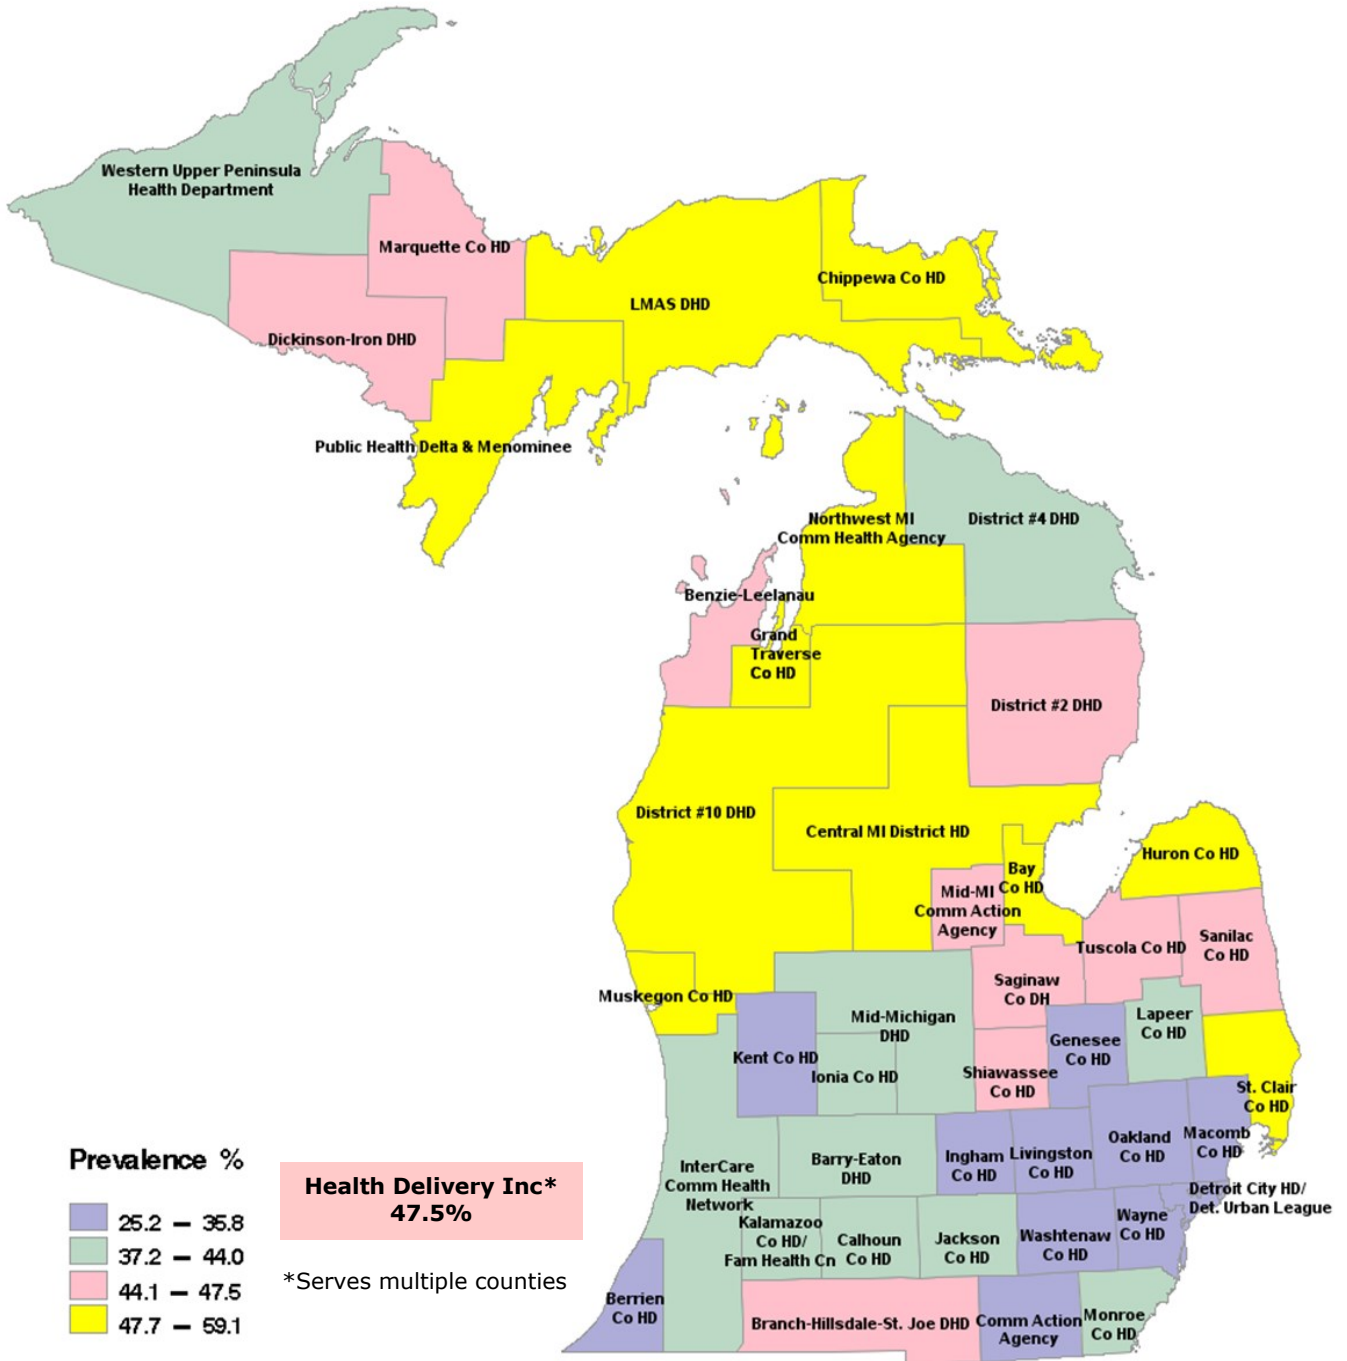 Western Upper Peninsula
Health Department
Marquette Co HD
Chippewa Co HD
LMAS DHD
Dickinson-Iron DHD
Public Health Delta & Menominee
Northwest MI
Comm Health Agency
District #4 DHD
Benzie-Leelanau
Grand
Traverse
Co HD
District #2 DHD
District #10 DHD
Central MI District HD
Huron Co HD
Bay
Co HD
Mid-MI
Comm Action
Agency
Tuscola Co HD
Sanilac
Co HD
Saginaw
Co DH
Muskegon Co HD
Mid-Michigan
DHD
Lapeer
Co HD
Genesee
Co HD
Kent Co HD
Ionia Co HD
Shiawassee
Co HD
St. Clair
Co HD
InterCare
Comm Health
Network
Barry-Eaton
DHD
Ingham
Co HD
Livingston
Co HD
Oakland
Co HD
Macomb
Co HD
Detroit City HD/
Det. Urban League
Kalamazoo
Co HD/
Fam Health Cn
Calhoun
Co HD
Jackson
Co HD
Washtenaw
Co HD
Wayne
Co HD
Berrien
Co HD
Branch-Hillsdale-St. Joe DHD
Comm Action
Agency
Monroe
Co HD
Prevalence %
25.2 – 35.8
37.2 – 44.0
44.1 – 47.5
47.7 – 59.1
Health Delivery Inc*
47.5%
*Serves multiple counties